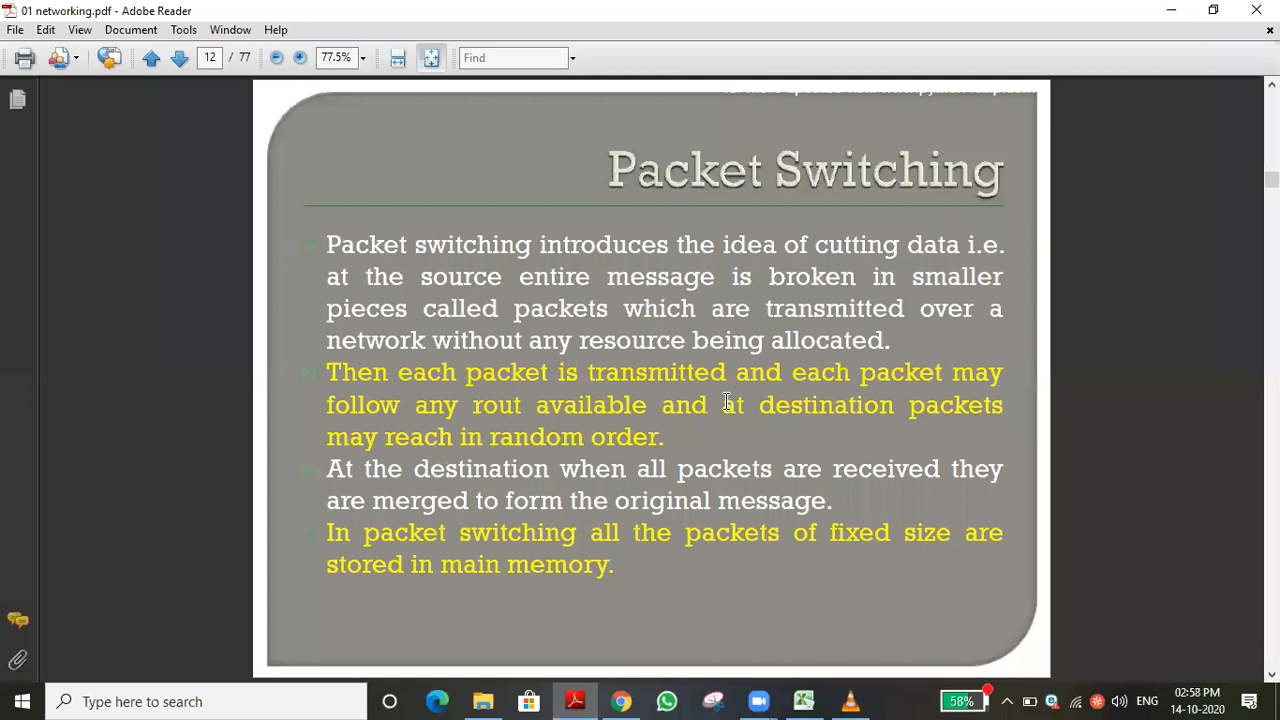 01 networking.pdf - Adobe Reader
File Edit View Document Tools Window Help
12 / 77 77.5% Find
Packet Switching
Packet switching introduces the idea of cutting data i.e.
at the source entire message is broken in smaller
pieces called packets which are transmitted over a
network without any resource being allocated.
Then each packet is transmitted and each packet may
follow any rout available and at destination packets
may reach in random order.
At the destination when all packets are received they
are merged to form the original message.
In packet switching all the packets of fixed size are
stored in main memory.
Type here to search
58%
ENG
02:58 PM
14-10-2020